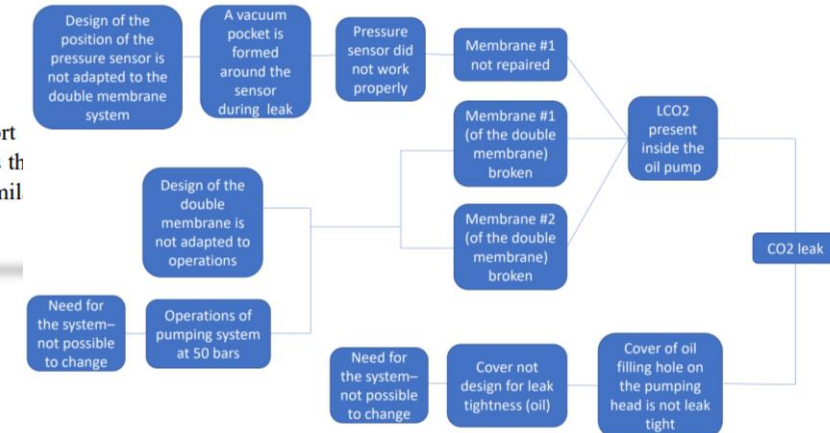 Design of the
position of the
pressure sensor is
not adapted to the
double membrane
system
A vacuum
pocket is
formed
around the
sensor
during leak
Pressure
sensor did
not work
properly
Membrane #1
not repaired
Membrane #1
(of the double
membrane)
broken
LCO2
present
inside the
oil pump
Design of the
double
membrane is
not adapted to
operations
Membrane #2
(of the double
membrane)
broken
CO2 leak
Need for
the system–
not possible
to change
Operations of
pumping system
at 50 bars
Need for
the system–
not possible
to change
Cover not
design for leak
tightness (oil)
Cover of oil
filling hole on
the pumping
head is not leak
tight